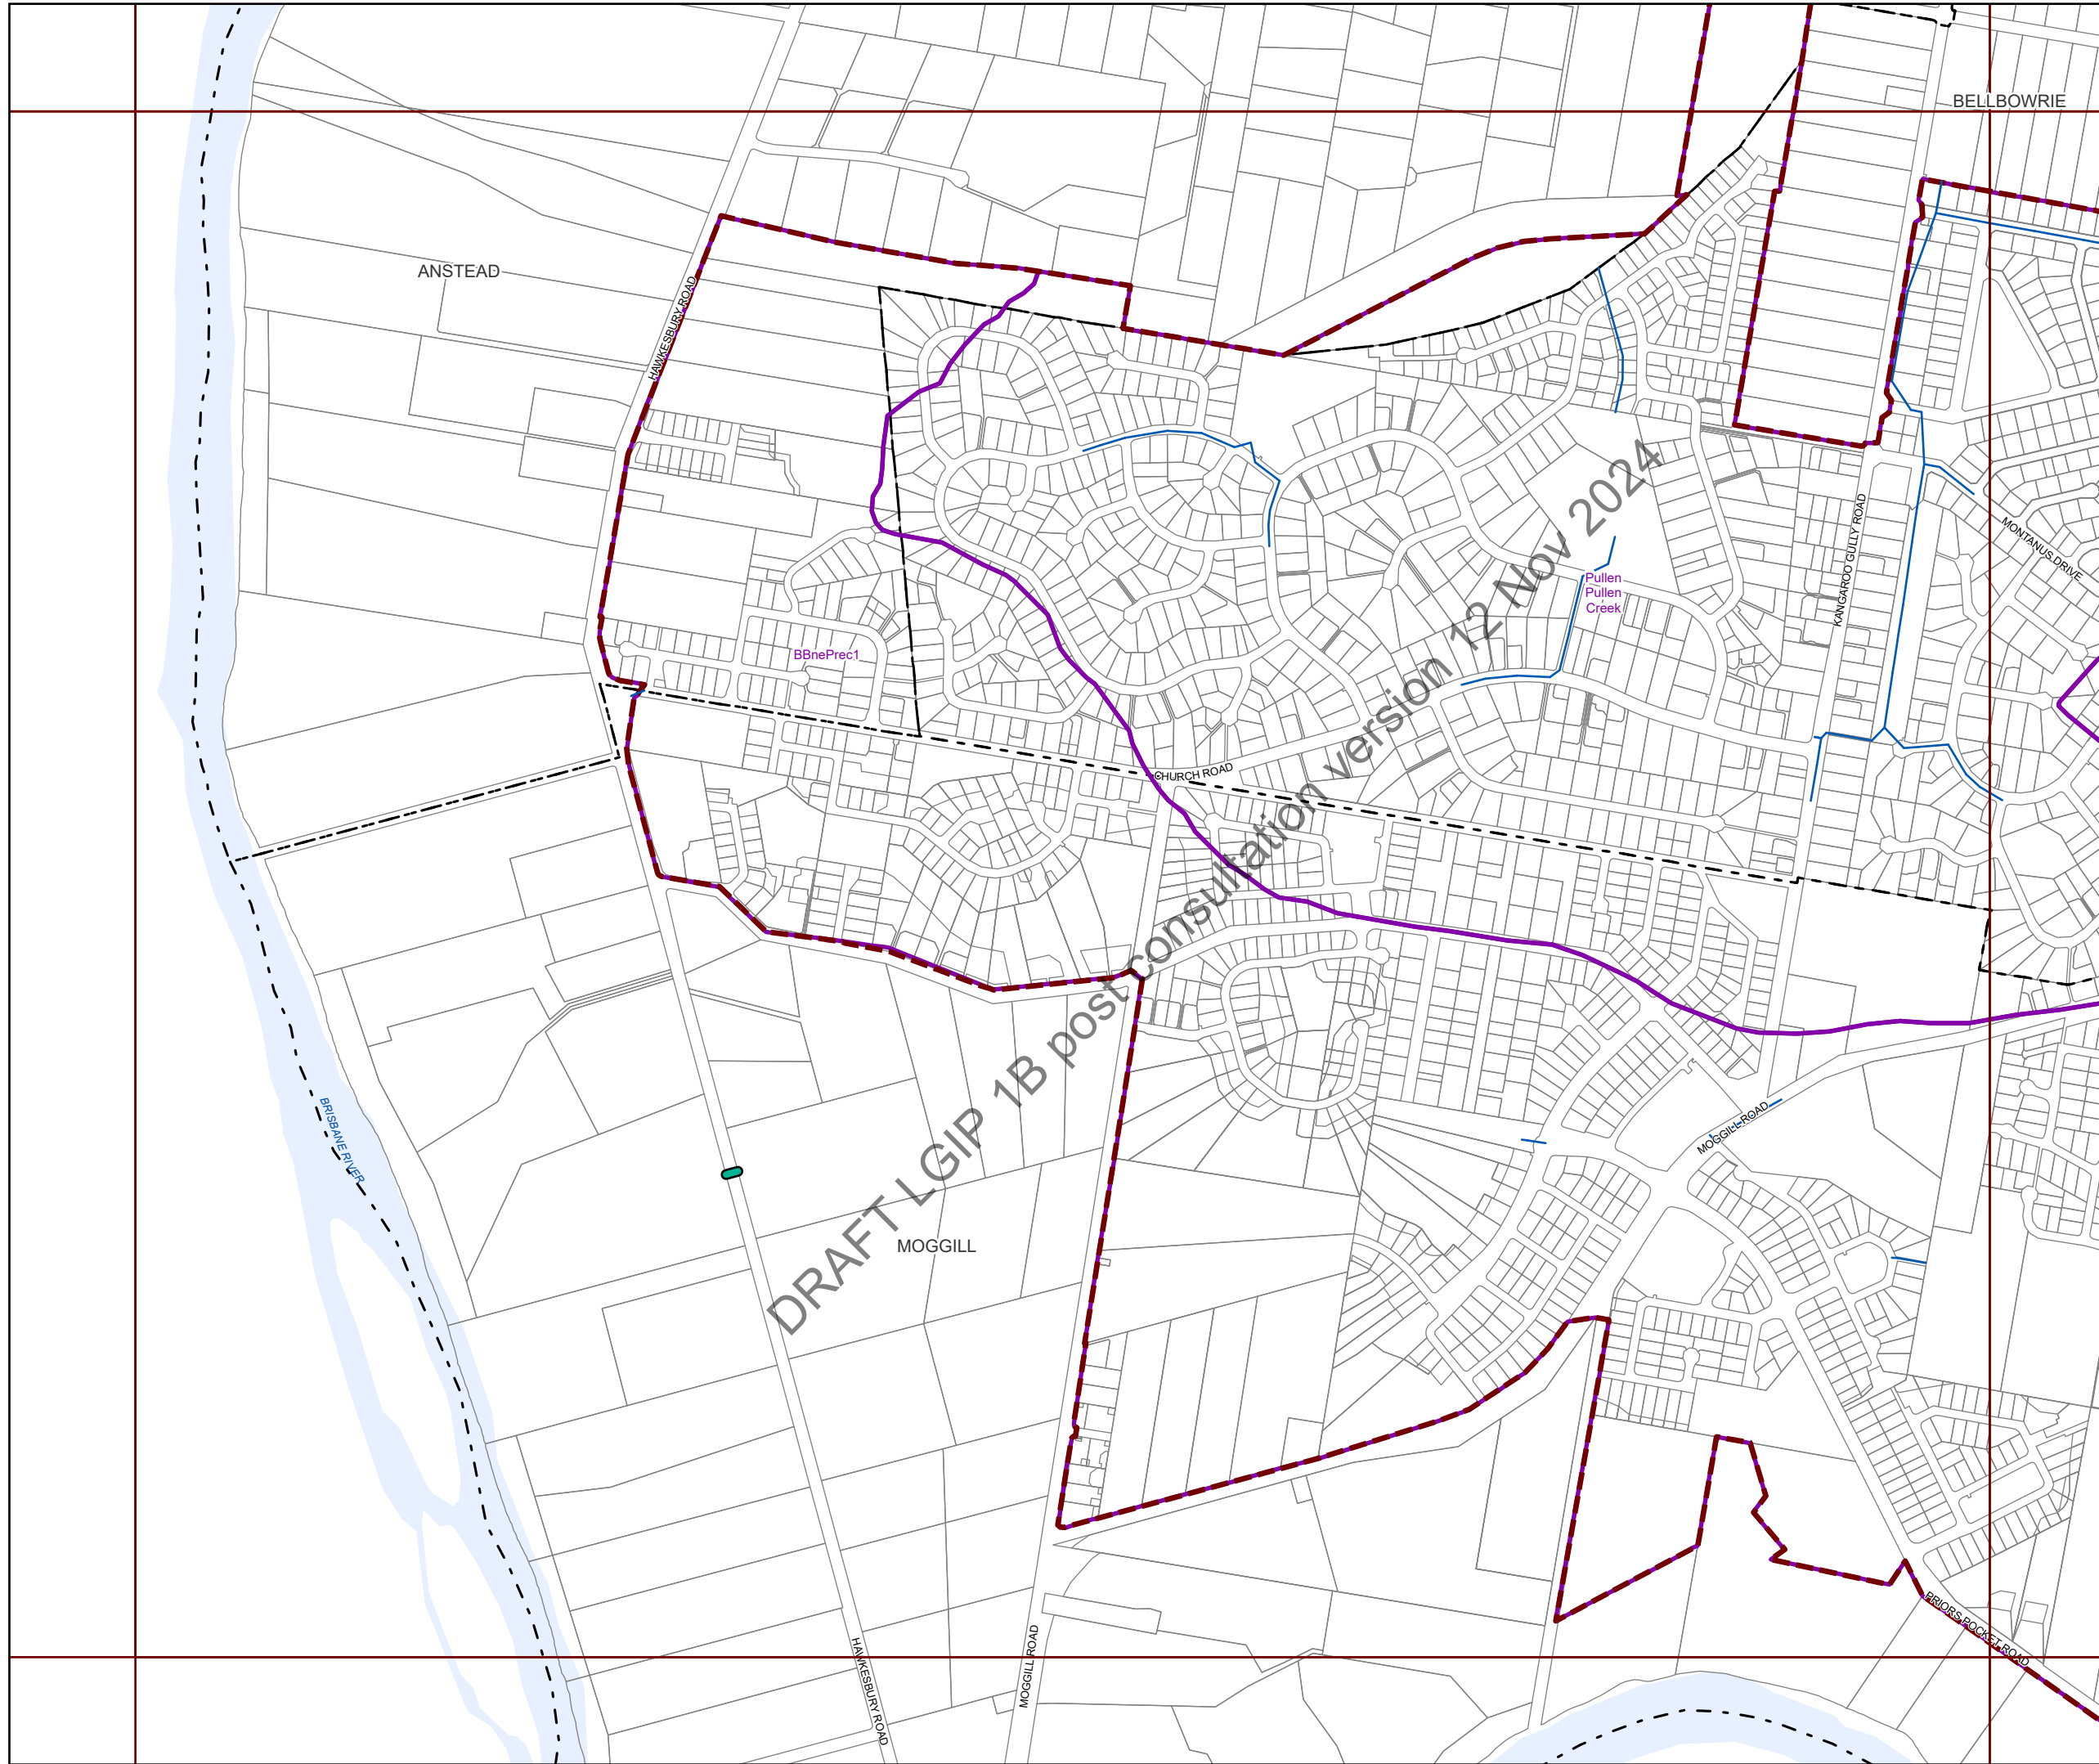 BELLBOWRIE
ANSTEAD
HAWKESBURY ROAD
KANGAROO GULLY ROAD
MONTANUS DRIVE
Pullen
Pullen
Creek
BBnePrec1
CHURCH ROAD
DRAFT LGIP 1B post consultation version 12 Nov 2024
BRISBANE RIVER
MOGGILL ROAD
MOGGILL
PRIORS POCKET ROAD
HAWKESBURY ROAD
MOGGILL ROAD